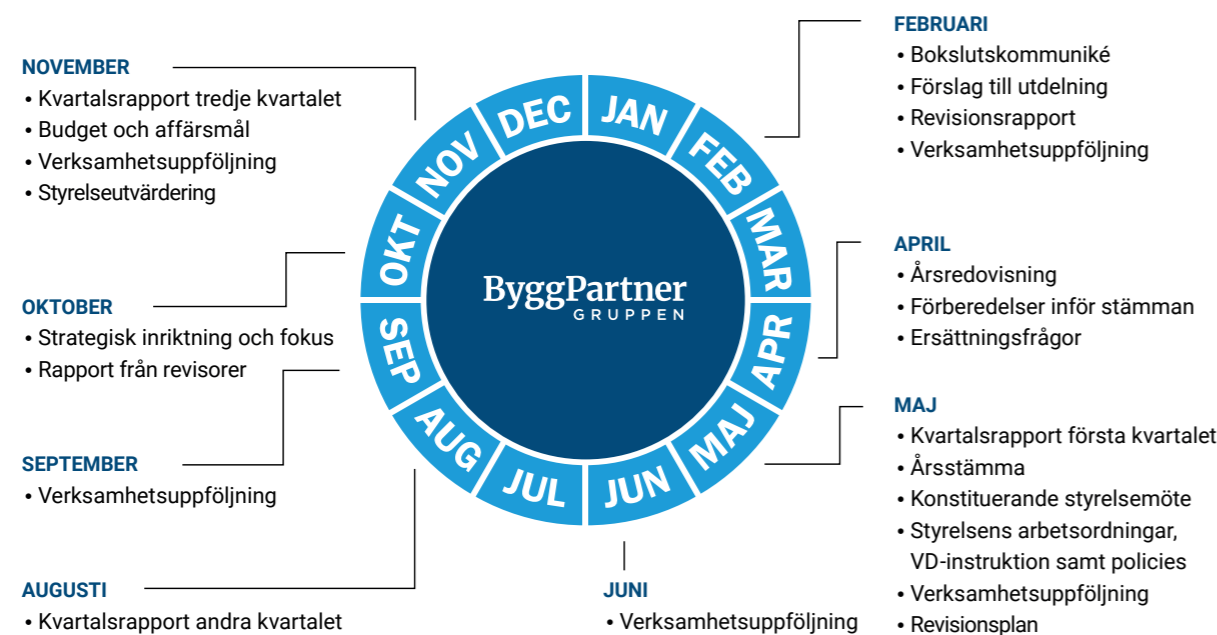 NOVEMBER
• Kvartalsrapport tredje kvartalet
• Budget och affärsmål
• Verksamhetsuppföljning
• Styrelseutvärdering
OKTOBER
• Strategisk inriktning och fokus
• Rapport från revisorer
SEPTEMBER
• Verksamhetsuppföljning
AUGUSTI
• Kvartalsrapport andra kvartalet
JAN
FEB
MAR
APR
MAJ
JUN
JUL
AUG
SEP
OKT
NOV
DEC
ByggPartner
GRUPPEN
FEBRUARI
• Bokslutskommuniké
• Förslag till utdelning
• Revisionsrapport
• Verksamhetsuppföljning
APRIL
• Årsredovisning
• Förberedelser inför stämman
• Ersättningsfrågor
MAJ
• Kvartalsrapport första kvartalet
• Årsstämma
• Konstituerande styrelsemöte
• Styrelsens arbetsordningar,
VD-instruktion samt policies
• Verksamhetsuppföljning
• Revisionsplan
JUNI
• Verksamhetsuppföljning